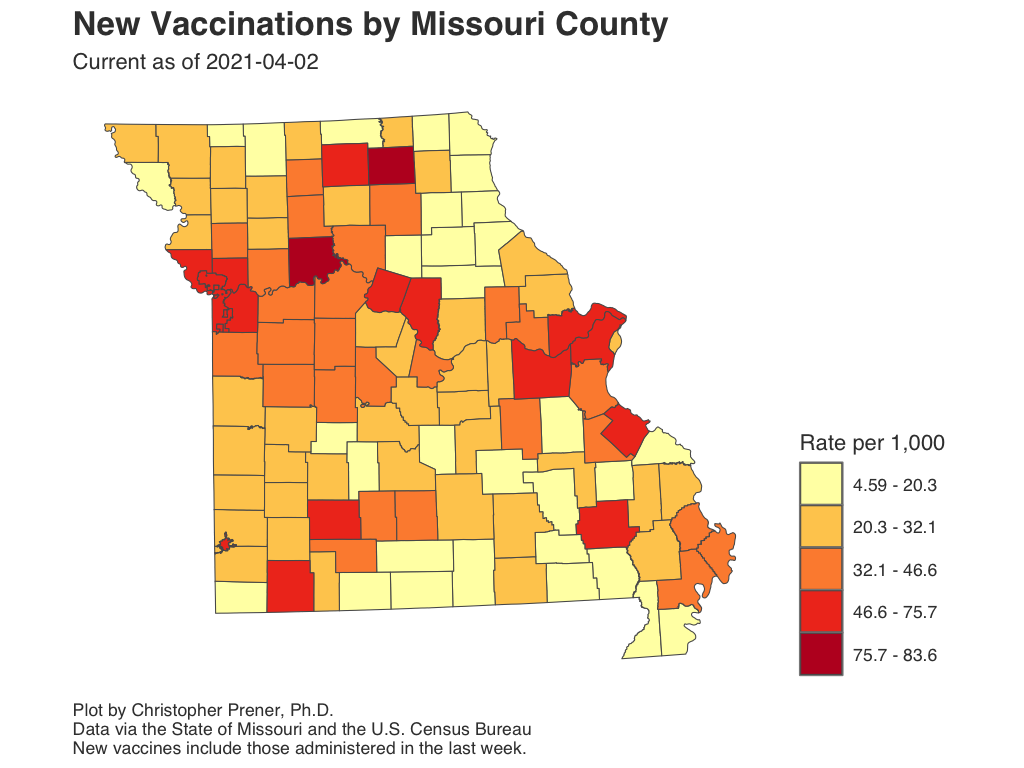 New Vaccinations by Missouri County
Current as of 2021-04-02
Rate per 1,000
4.59 - 20.3
20.3 - 32.1
32.1 - 46.6
46.6 - 75.7
75.7 - 83.6
Plot by Christopher Prener, Ph.D.
Data via the State of Missouri and the U.S. Census Bureau
New vaccines include those administered in the last week.